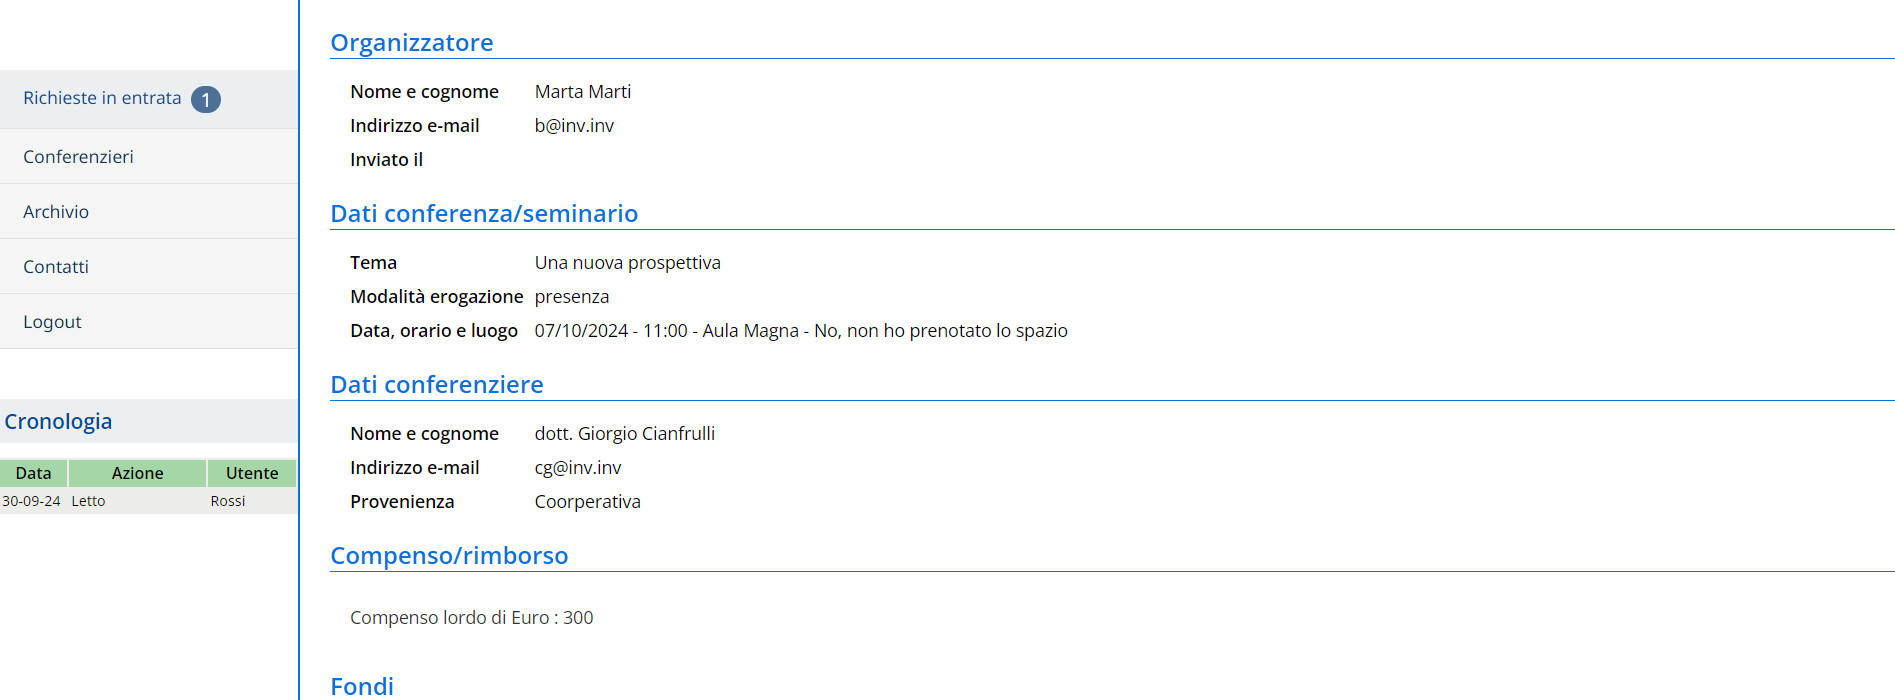 Richieste in entrata 1
Conferenzieri
Archivio
Contatti
Logout
Cronologia
Data Azione Utente
30-09-24 Letto Rossi
Organizzatore
Nome e cognome Marta Marti
Indirizzo e-mail b@inv.inv
Inviato il
Dati conferenza/seminario
Tema Una nuova prospettiva
Modalità erogazione presenza
Data, orario e luogo 07/10/2024 - 11:00 - Aula Magna - No, non ho prenotato lo spazio
Dati conferenziere
Nome e cognome dott. Giorgio Cianfrulli
Indirizzo e-mail cg@inv.inv
Provenienza Coorperativa
Compenso/rimborso
Compenso lordo di Euro : 300
Fondi